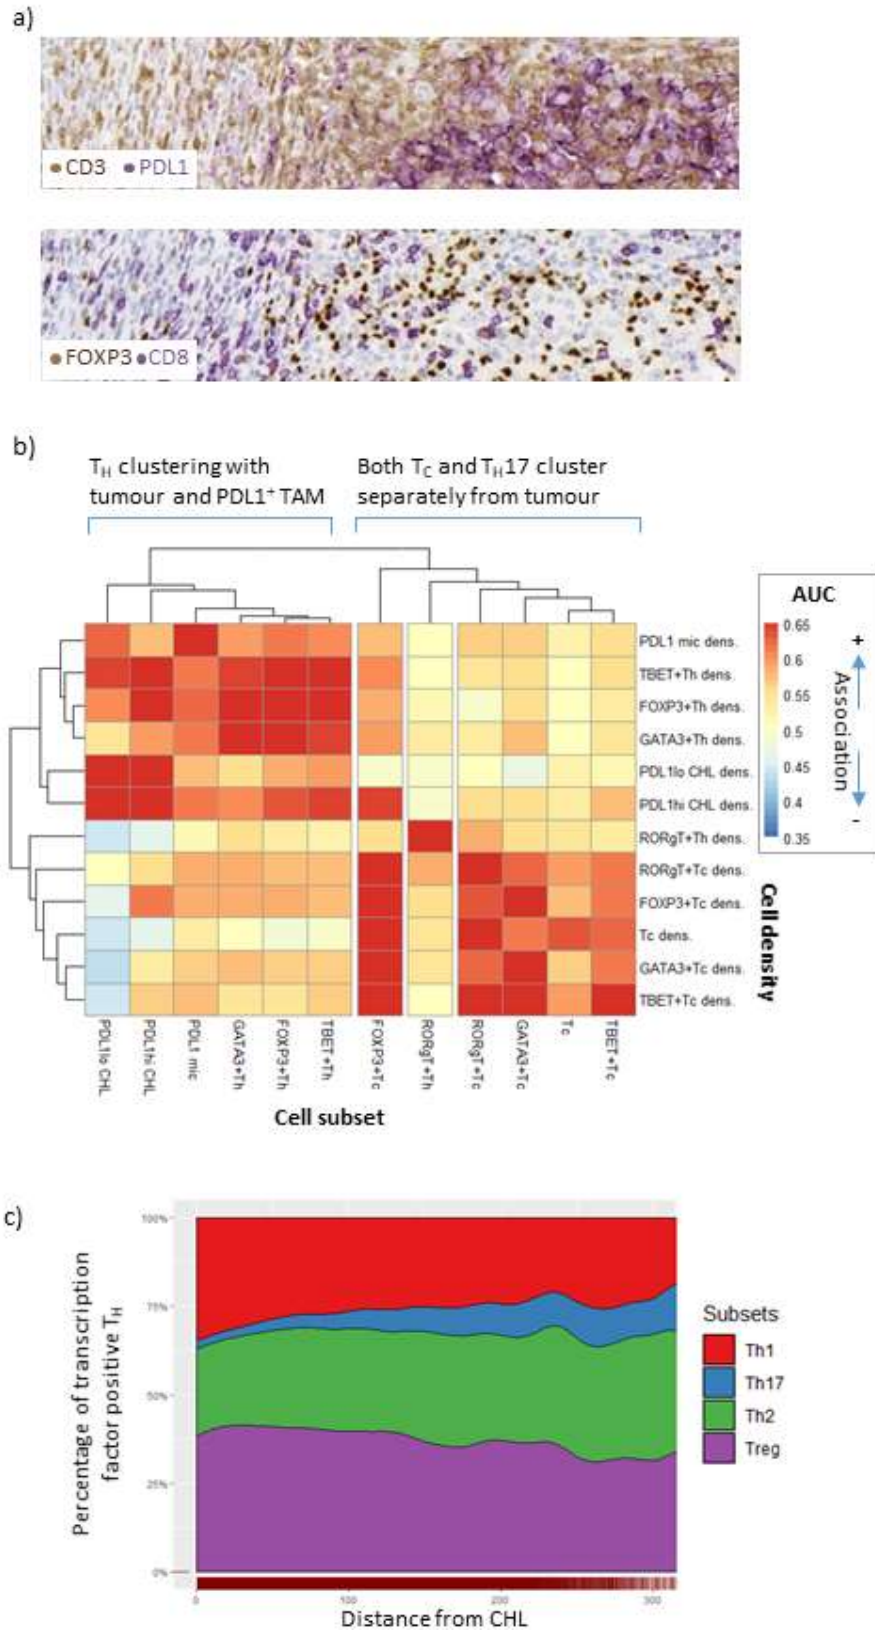 a)
CD3 PDL1
FOXP3 CD8
b)
T_H clustering with
tumour and PDL1⁺ TAM
Both T_C and T_H17 cluster
separately from tumour
AUC
0.65
0.6
0.55
0.5
0.45
0.4
0.35
+
Association
-
PDL1 mic dens.
TBET+Th dens.
FOXP3+Th dens.
GATA3+Th dens.
PDL1lo CHL dens.
PDL1hi CHL dens.
RORgT+Th dens.
RORgT+Tc dens.
FOXP3+Tc dens.
Tc dens.
GATA3+Tc dens.
TBET+Tc dens.
Cell density
PDL1lo CHL
PDL1hi CHL
PDL1 mic
GATA3+Th
FOXP3+Th
TBET+Th
FOXP3+Tc
RORgT+Th
RORgT+Tc
GATA3+Tc
Tc
TBET+Tc
Cell subset
c)
Percentage of transcription
factor positive T_H
100%
75%
50%
25%
0%
0
100
200
300
Distance from CHL
Subsets
Th1
Th17
Th2
Treg